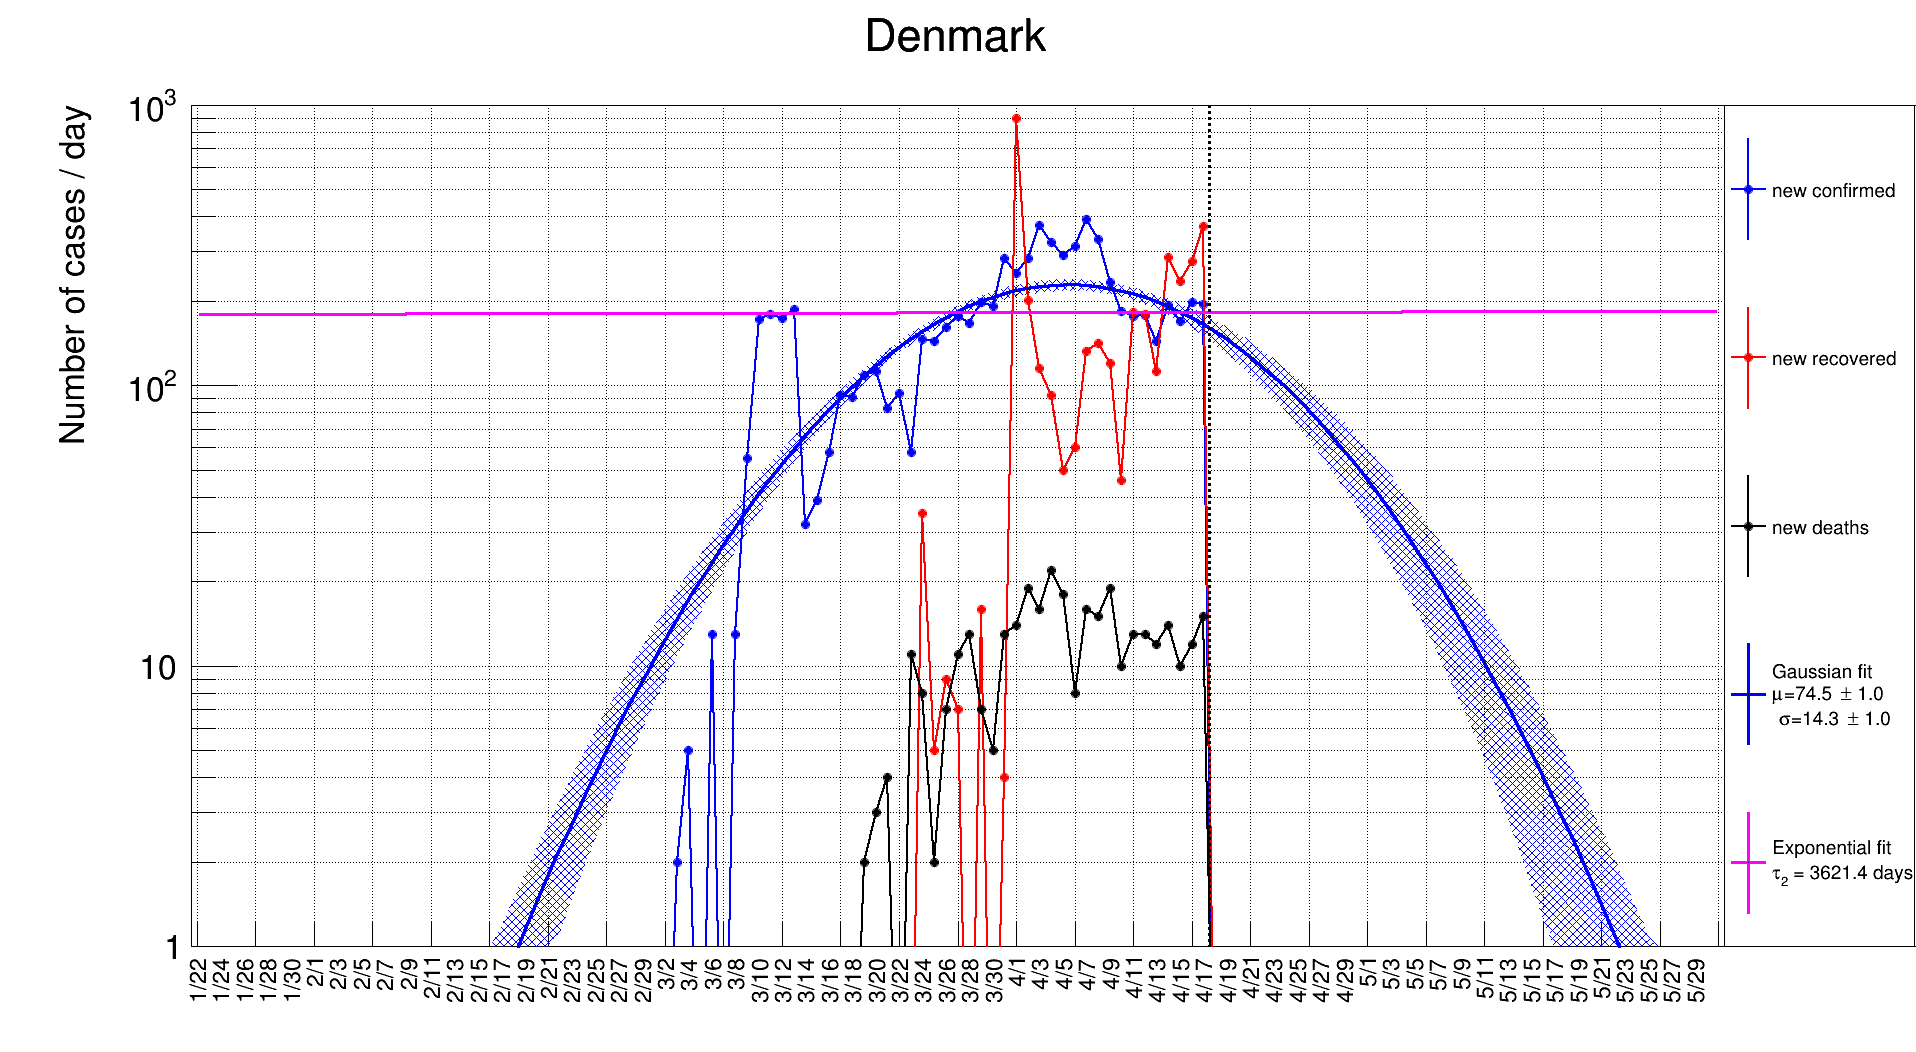 Denmark
Number of cases / day
10³
10²
10
1
1/22 1/24 1/26 1/28 1/30 2/1 2/3 2/5 2/7 2/9 2/11 2/13 2/15 2/17 2/19 2/21 2/23 2/25 2/27 2/29 3/2 3/4 3/6 3/8 3/10 3/12 3/14 3/16 3/18 3/20 3/22 3/24 3/26 3/28 3/30 4/1 4/3 4/5 4/7 4/9 4/11 4/13 4/15 4/17 4/19 4/21 4/23 4/25 4/27 4/29 5/1 5/3 5/5 5/7 5/9 5/11 5/13 5/15 5/17 5/19 5/21 5/23 5/25 5/27 5/29
new confirmed
new recovered
new deaths
Gaussian fit
μ=74.5 ± 1.0
σ=14.3 ± 1.0
Exponential fit
τ₂ = 3621.4 days